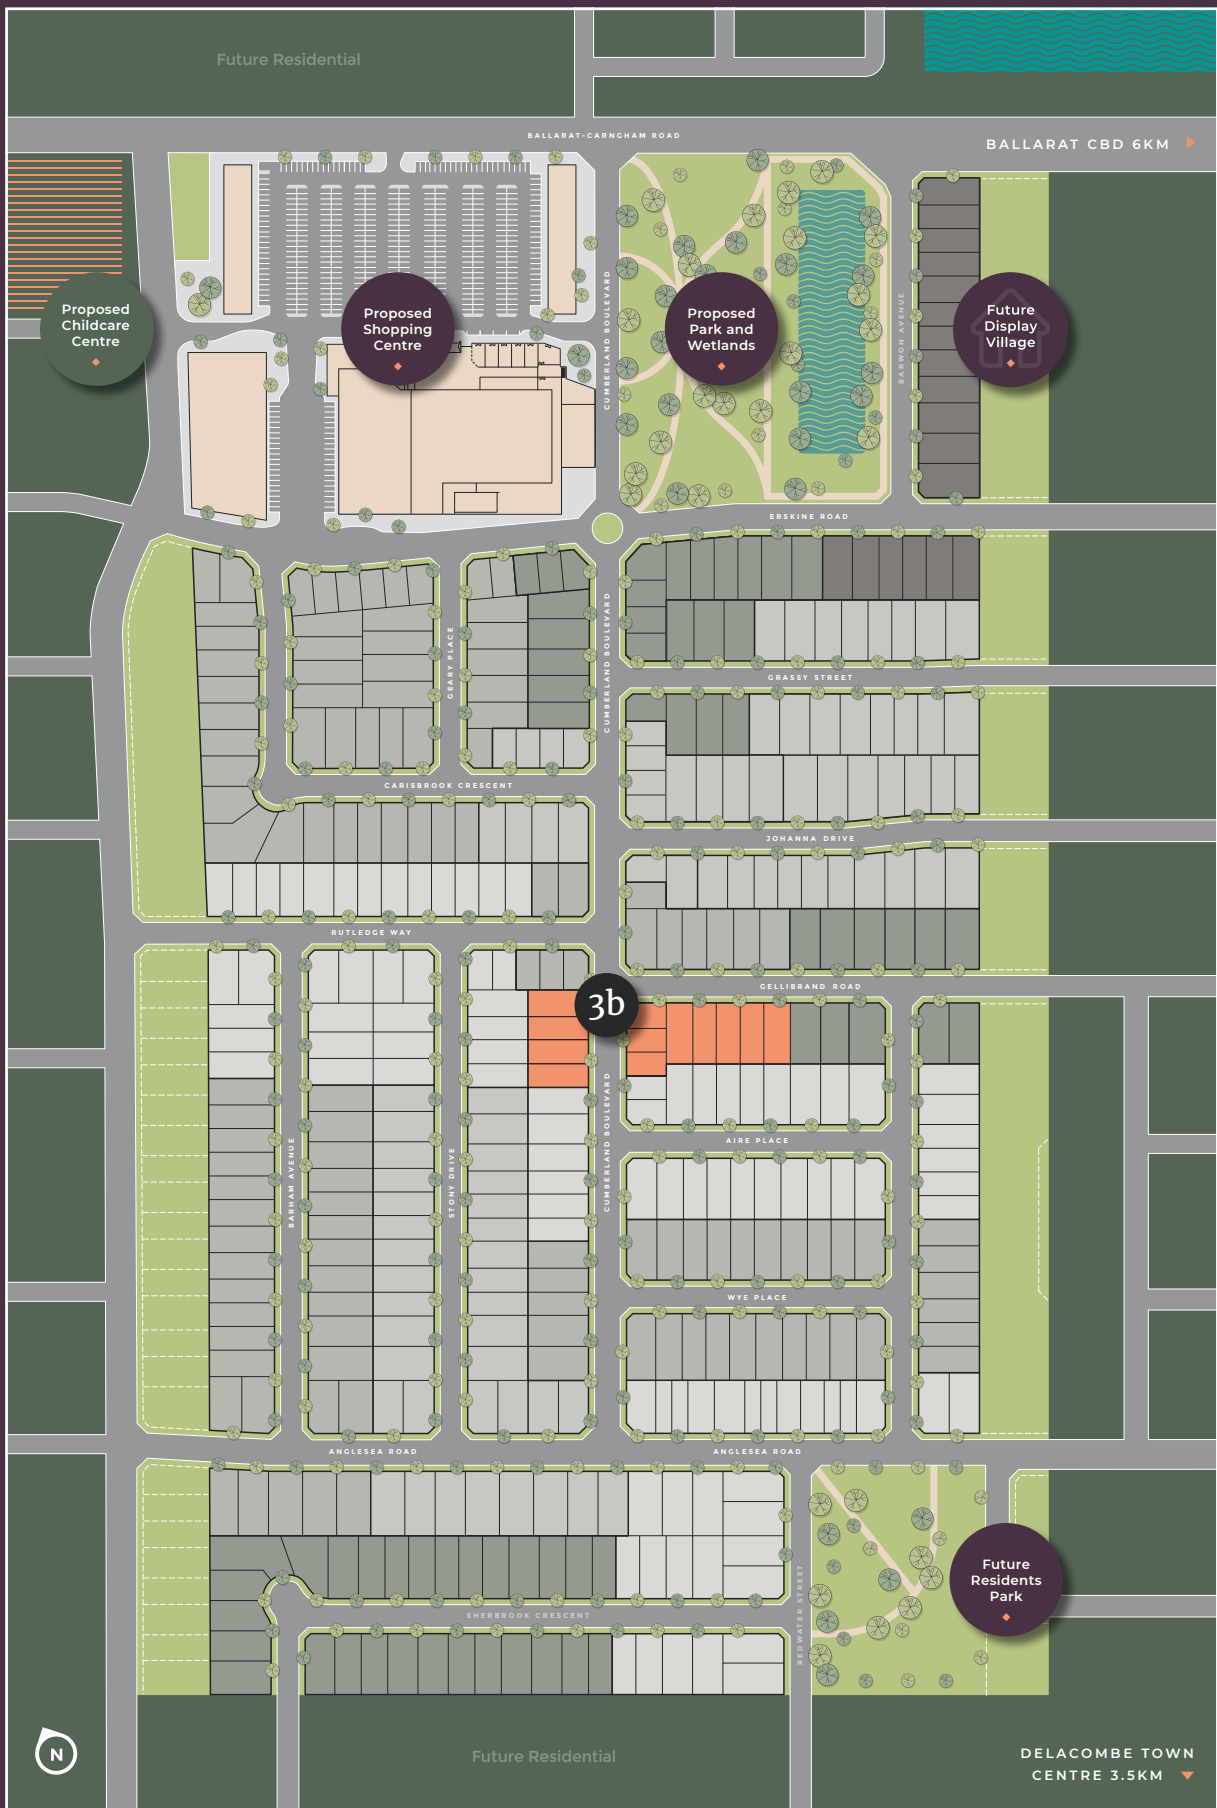 Future Residential
BALLARAT-CARNGHAM ROAD
BALLARAT CBD 6KM
Proposed
Childcare
Centre
Proposed
Shopping
Centre
CUMBERLAND BOULEVARD
Proposed
Park and
Wetlands
BARWON AVENUE
Future
Display
Village
ERSKINE ROAD
GEARY PLACE
CUMBERLAND BOULEVARD
GRASSY STREET
CARISBROOK CRESCENT
JOHANNA DRIVE
RUTLEDGE WAY
GELLIBRAND ROAD
3b
BARHAM AVENUE
STONY DRIVE
CUMBERLAND BOULEVARD
AIRE PLACE
WYE PLACE
ANGLESEA ROAD
ANGLESEA ROAD
SHERBROOK CRESCENT
REDWATER STREET
Future
Residents
Park
N
Future Residential
DELACOMBE TOWN
CENTRE 3.5KM